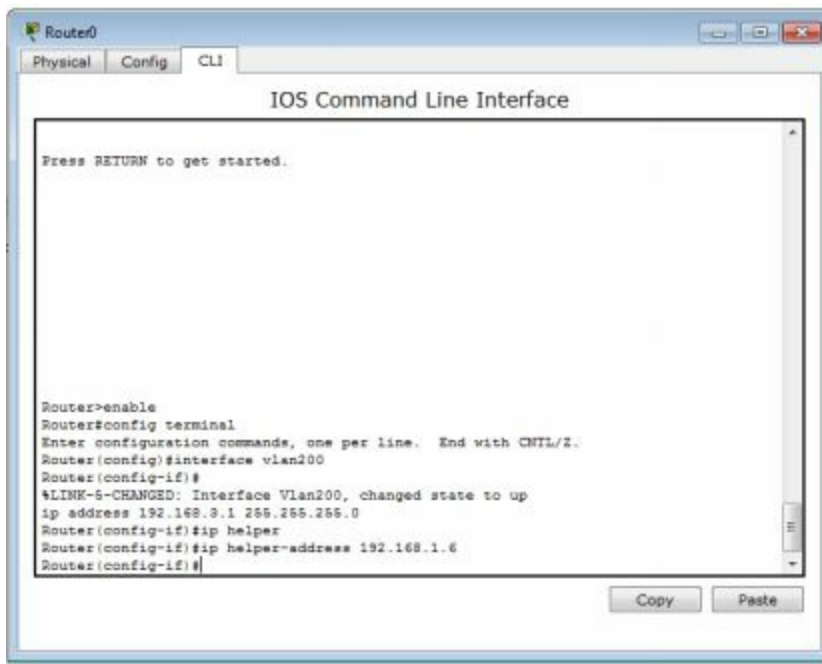 Router0
Physical Config CLI
IOS Command Line Interface
Press RETURN to get started.
Router>enable
Router#config terminal
Enter configuration commands, one per line. End with CNTL/Z.
Router(config)#interface vlan200
Router(config-if)#
%LINK-5-CHANGED: Interface Vlan200, changed state to up
ip address 192.168.3.1 255.255.255.0
Router(config-if)#ip helper
Router(config-if)#ip helper-address 192.168.1.6
Router(config-if)#
Copy Paste